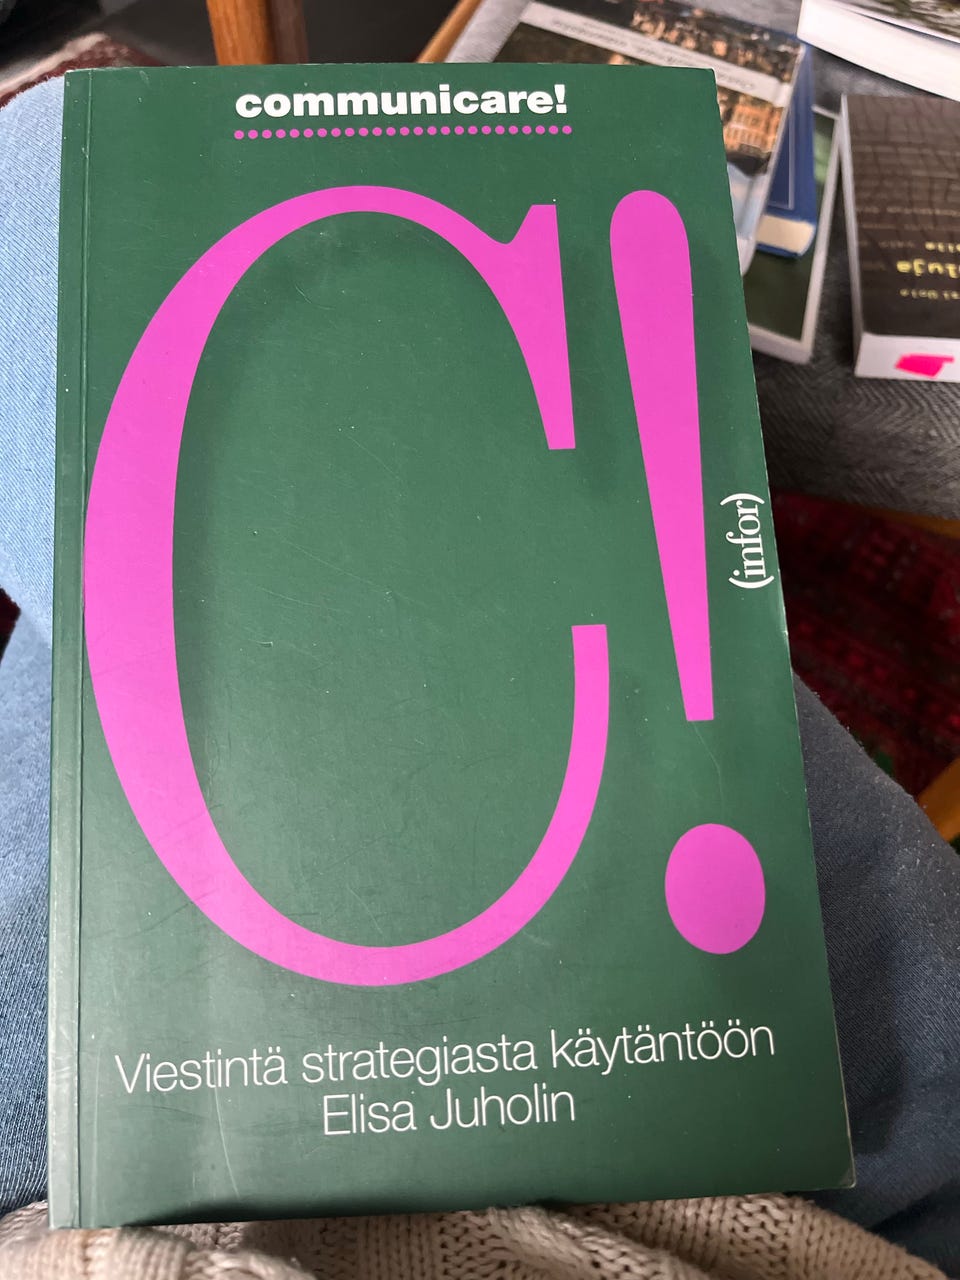 communicare!
C!
(infor)
Viestintä strategiasta käytäntöön
Elisa Juholin